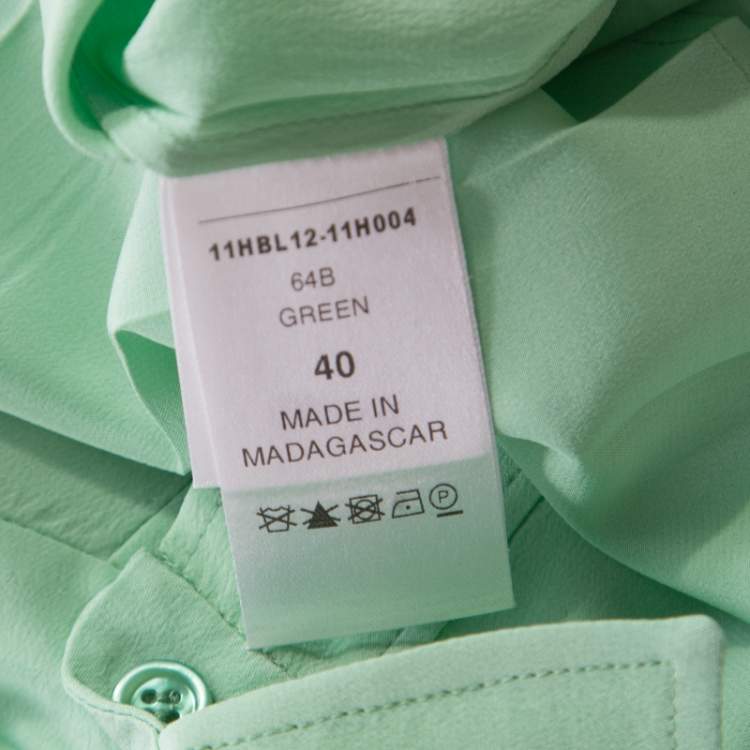 11HBL12-11H004
64B
GREEN
40
MADE IN
MADAGASCAR
P